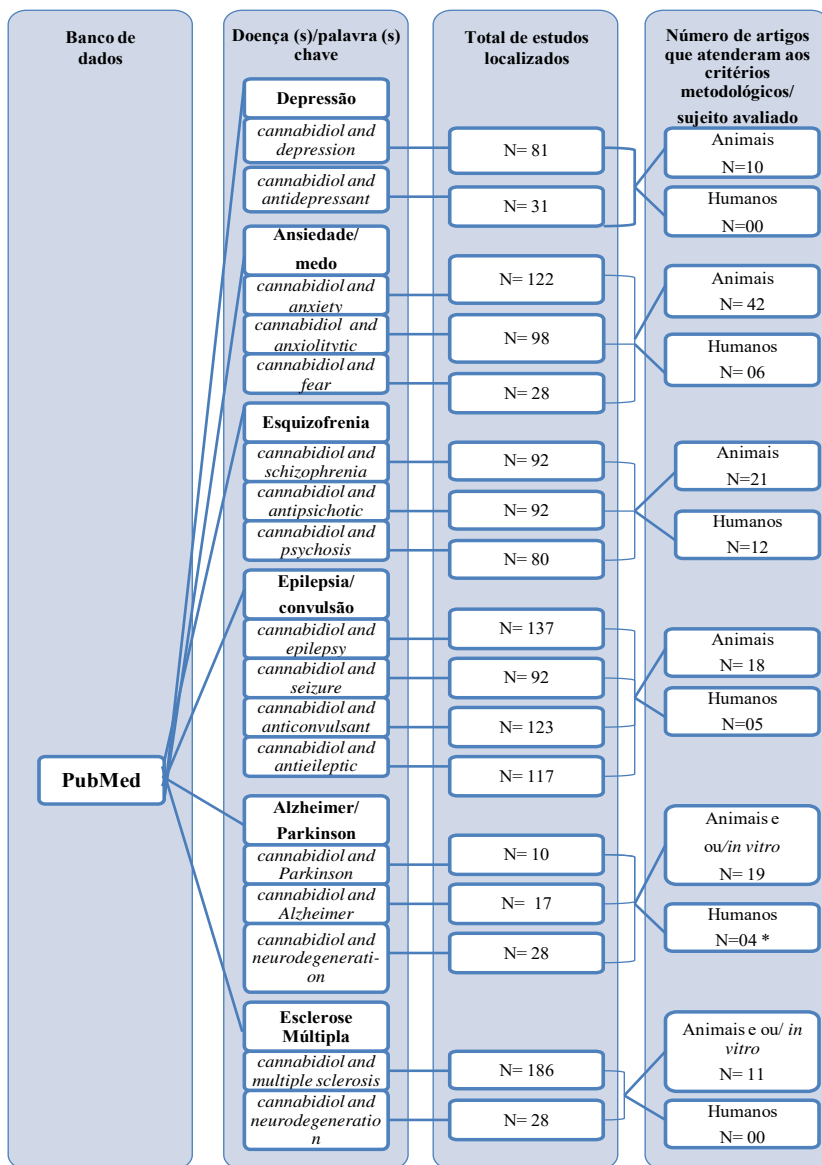 Banco de
dados
Doença (s)/palavra (s)
chave
Total de estudos
localizados
Número de artigos
que atenderam aos
critérios
metodológicos/
sujeito avaliado
PubMed
Depressão
cannabidiol and
depression
cannabidiol and
antidepressant
N= 81
N= 31
Animais
N=10
Humanos
N=00
Ansiedade/
medo
cannabidiol and
anxiety
cannabidiol and
anxiolitytic
cannabidiol and
fear
N= 122
N= 98
N= 28
Animais
N= 42
Humanos
N= 06
Esquizofrenia
cannabidiol and
schizophrenia
cannabidiol and
antipsichotic
cannabidiol and
psychosis
N= 92
N= 92
N= 80
Animais
N=21
Humanos
N=12
Epilepsia/
convulsão
cannabidiol and
epilepsy
cannabidiol and
seizure
cannabidiol and
anticonvulsant
cannabidiol and
antieileptic
N= 137
N= 92
N= 123
N= 117
Animais
N= 18
Humanos
N=05
Alzheimer/
Parkinson
cannabidiol and
Parkinson
cannabidiol and
Alzheimer
cannabidiol and
neurodegenerati-
on
N= 10
N= 17
N= 28
Animais e
ou/in vitro
N= 19
Humanos
N=04 *
Esclerose
Múltipla
cannabidiol and
multiple sclerosis
cannabidiol and
neurodegeneratio
n
N= 186
N= 28
Animais e ou/ in
vitro
N= 11
Humanos
N= 00